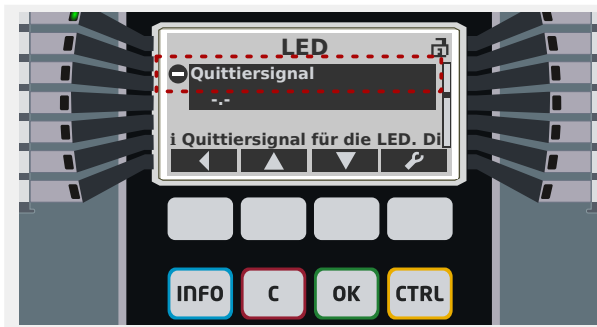 LED
Quittiersignal
-.-
i Quittiersignal für die LED. Di
INFO
C
OK
CTRL